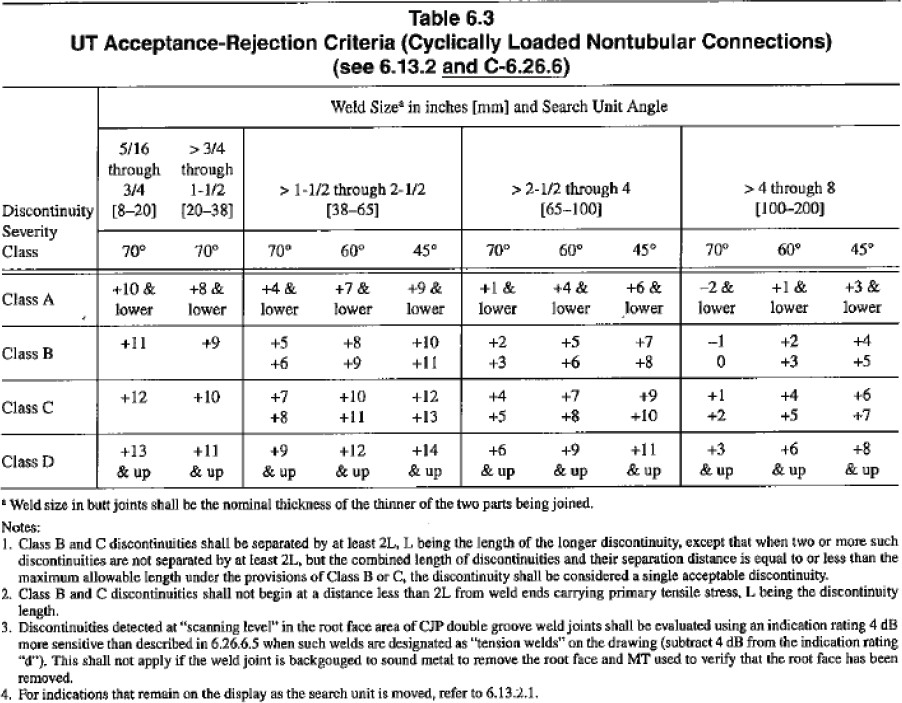 Table 6.3
UT Acceptance-Rejection Criteria (Cyclically Loaded Nontubular Connections)
(see 6.13.2 and C-6.26.6)
Weld Sizeª in inches [mm] and Search Unit Angle
Discontinuity Severity Class | 5/16 through 3/4 [8–20] | > 3/4 through 1-1/2 [20–38] | > 1-1/2 through 2-1/2 [38–65] | > 2-1/2 through 4 [65–100] | > 4 through 8 [100–200]
70° 70° 70° 60° 45° 70° 60° 45° 70° 60° 45°
Class A +10 & lower +8 & lower +4 & lower +7 & lower +9 & lower +1 & lower +4 & lower +6 & lower –2 & lower +1 & lower +3 & lower
Class B +11 +9 +5 +8 +10 +2 +5 +7 –1 +2 +4
+6 +9 +11 +3 +6 +8 0 +3 +5
Class C +12 +10 +7 +10 +12 +4 +7 +9 +1 +4 +6
+8 +11 +13 +5 +8 +10 +2 +5 +7
Class D +13 & up +11 & up +9 & up +12 & up +14 & up +6 & up +9 & up +11 & up +3 & up +6 & up +8 & up
ª Weld size in butt joints shall be the nominal thickness of the thinner of the two parts being joined.
Notes:
1. Class B and C discontinuities shall be separated by at least 2L, L being the length of the longer discontinuity, except that when two or more such
discontinuities are not separated by at least 2L, but the combined length of discontinuities and their separation distance is equal to or less than the
maximum allowable length under the provisions of Class B or C, the discontinuity shall be considered a single acceptable discontinuity.
2. Class B and C discontinuities shall not begin at a distance less than 2L from weld ends carrying primary tensile stress, L being the discontinuity
length.
3. Discontinuities detected at “scanning level” in the root face area of CJP double groove weld joints shall be evaluated using an indication rating 4 dB
more sensitive than described in 6.26.6.5 when such welds are designated as “tension welds” on the drawing (subtract 4 dB from the indication rating
“d”). This shall not apply if the weld joint is backgouged to sound metal to remove the root face and MT used to verify that the root face has been
removed.
4. For indications that remain on the display as the search unit is moved, refer to 6.13.2.1.